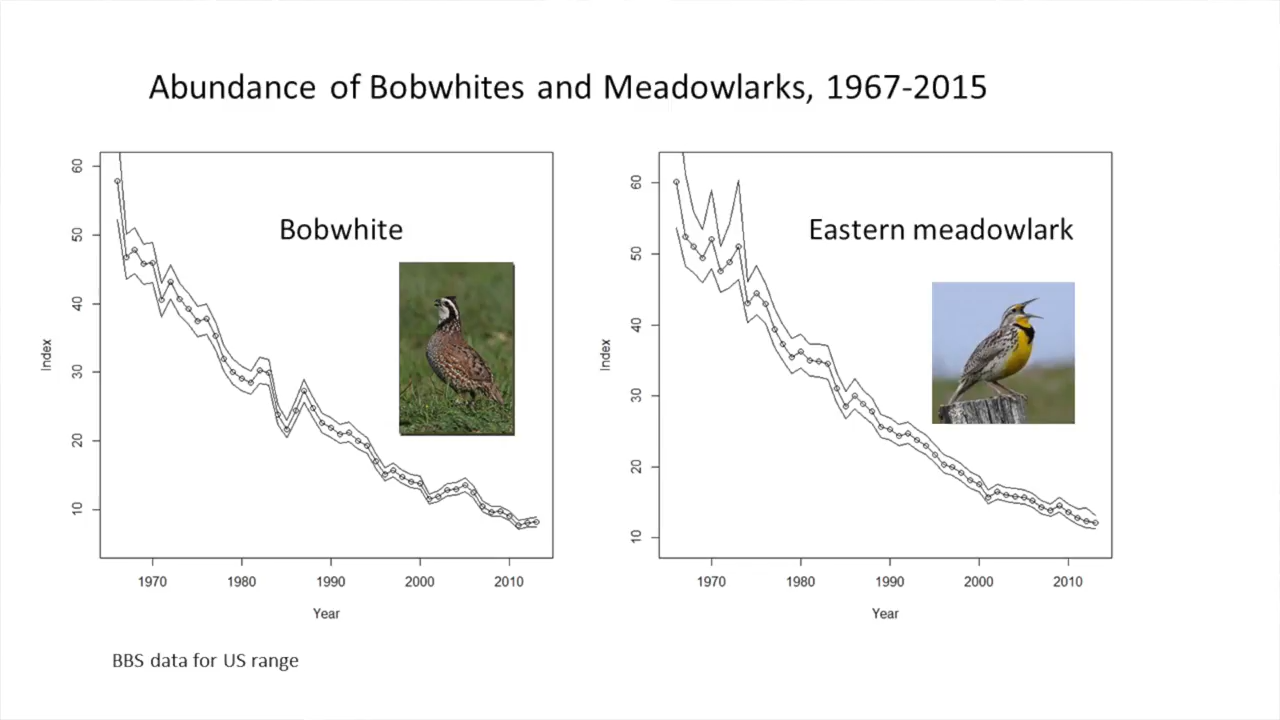 Abundance of Bobwhites and Meadowlarks, 1967-2015
Bobwhite
60
50
40
30
20
10
Index
1970 1980 1990 2000 2010
Year
Eastern meadowlark
60
50
40
30
20
10
Index
1970 1980 1990 2000 2010
Year
BBS data for US range